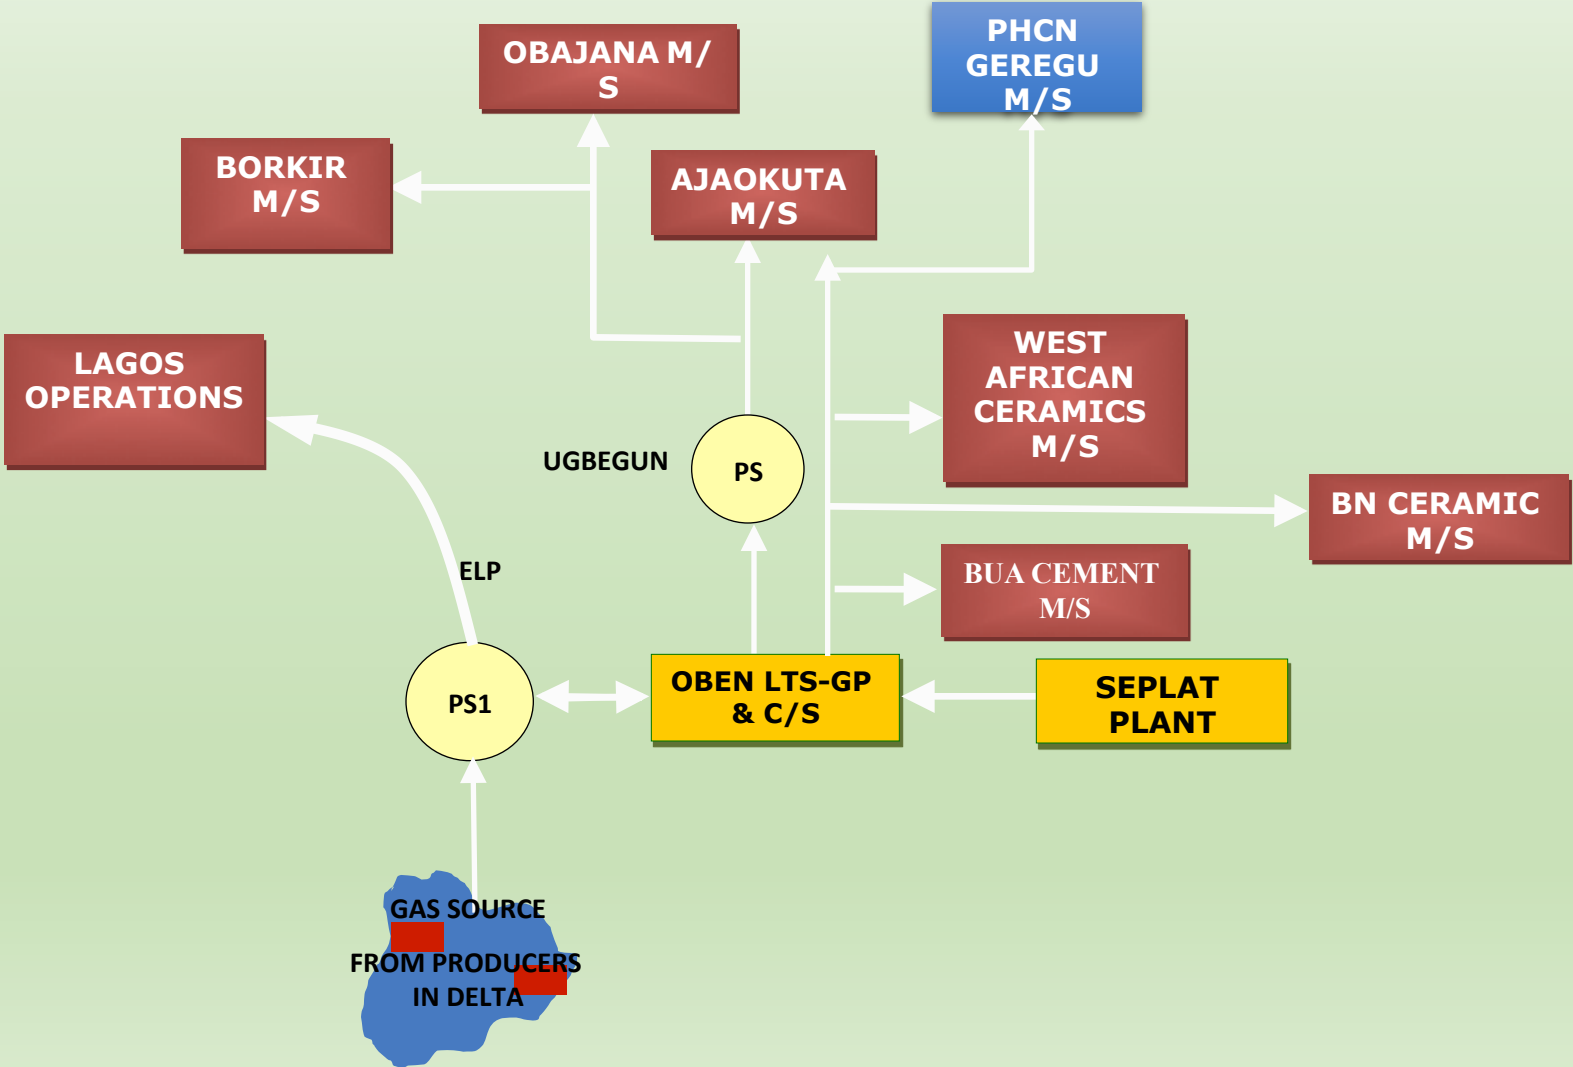 PHCN
GEREGU
M/S
OBAJANA M/
S
BORKIR
M/S
AJAOKUTA
M/S
LAGOS
OPERATIONS
WEST
AFRICAN
CERAMICS
M/S
UGBEGUN
PS
BN CERAMIC
M/S
ELP
BUA CEMENT
M/S
PS1
OBEN LTS-GP
& C/S
SEPLAT
PLANT
GAS SOURCE
FROM PRODUCERS
IN DELTA